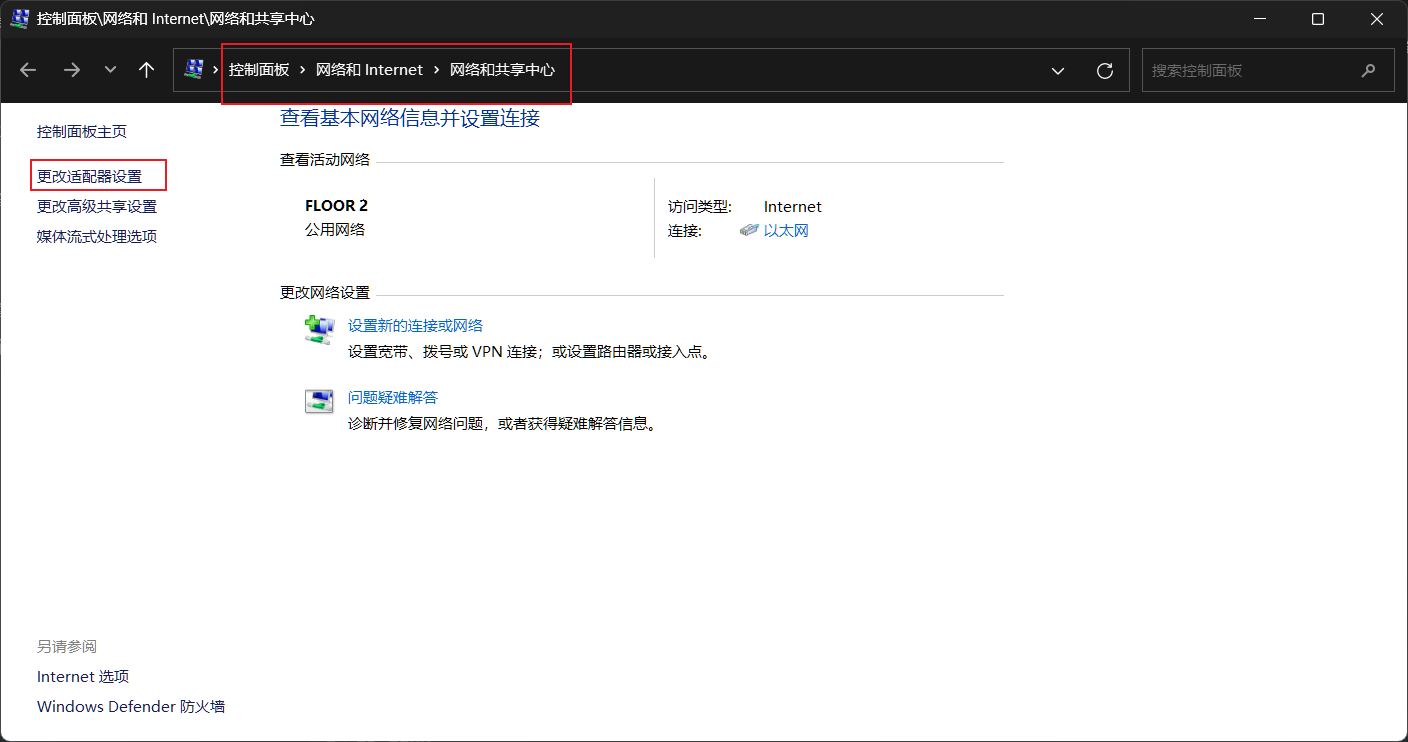 控制面板\网络和 Internet\网络和共享中心
控制面板 › 网络和 Internet › 网络和共享中心
搜索控制面板
控制面板主页
更改适配器设置
更改高级共享设置
媒体流式处理选项
查看基本网络信息并设置连接
查看活动网络
FLOOR 2
公用网络
访问类型: Internet
连接: 以太网
更改网络设置
设置新的连接或网络
设置宽带、拨号或 VPN 连接；或设置路由器或接入点。
问题疑难解答
诊断并修复网络问题，或者获得疑难解答信息。
另请参阅
Internet 选项
Windows Defender 防火墙